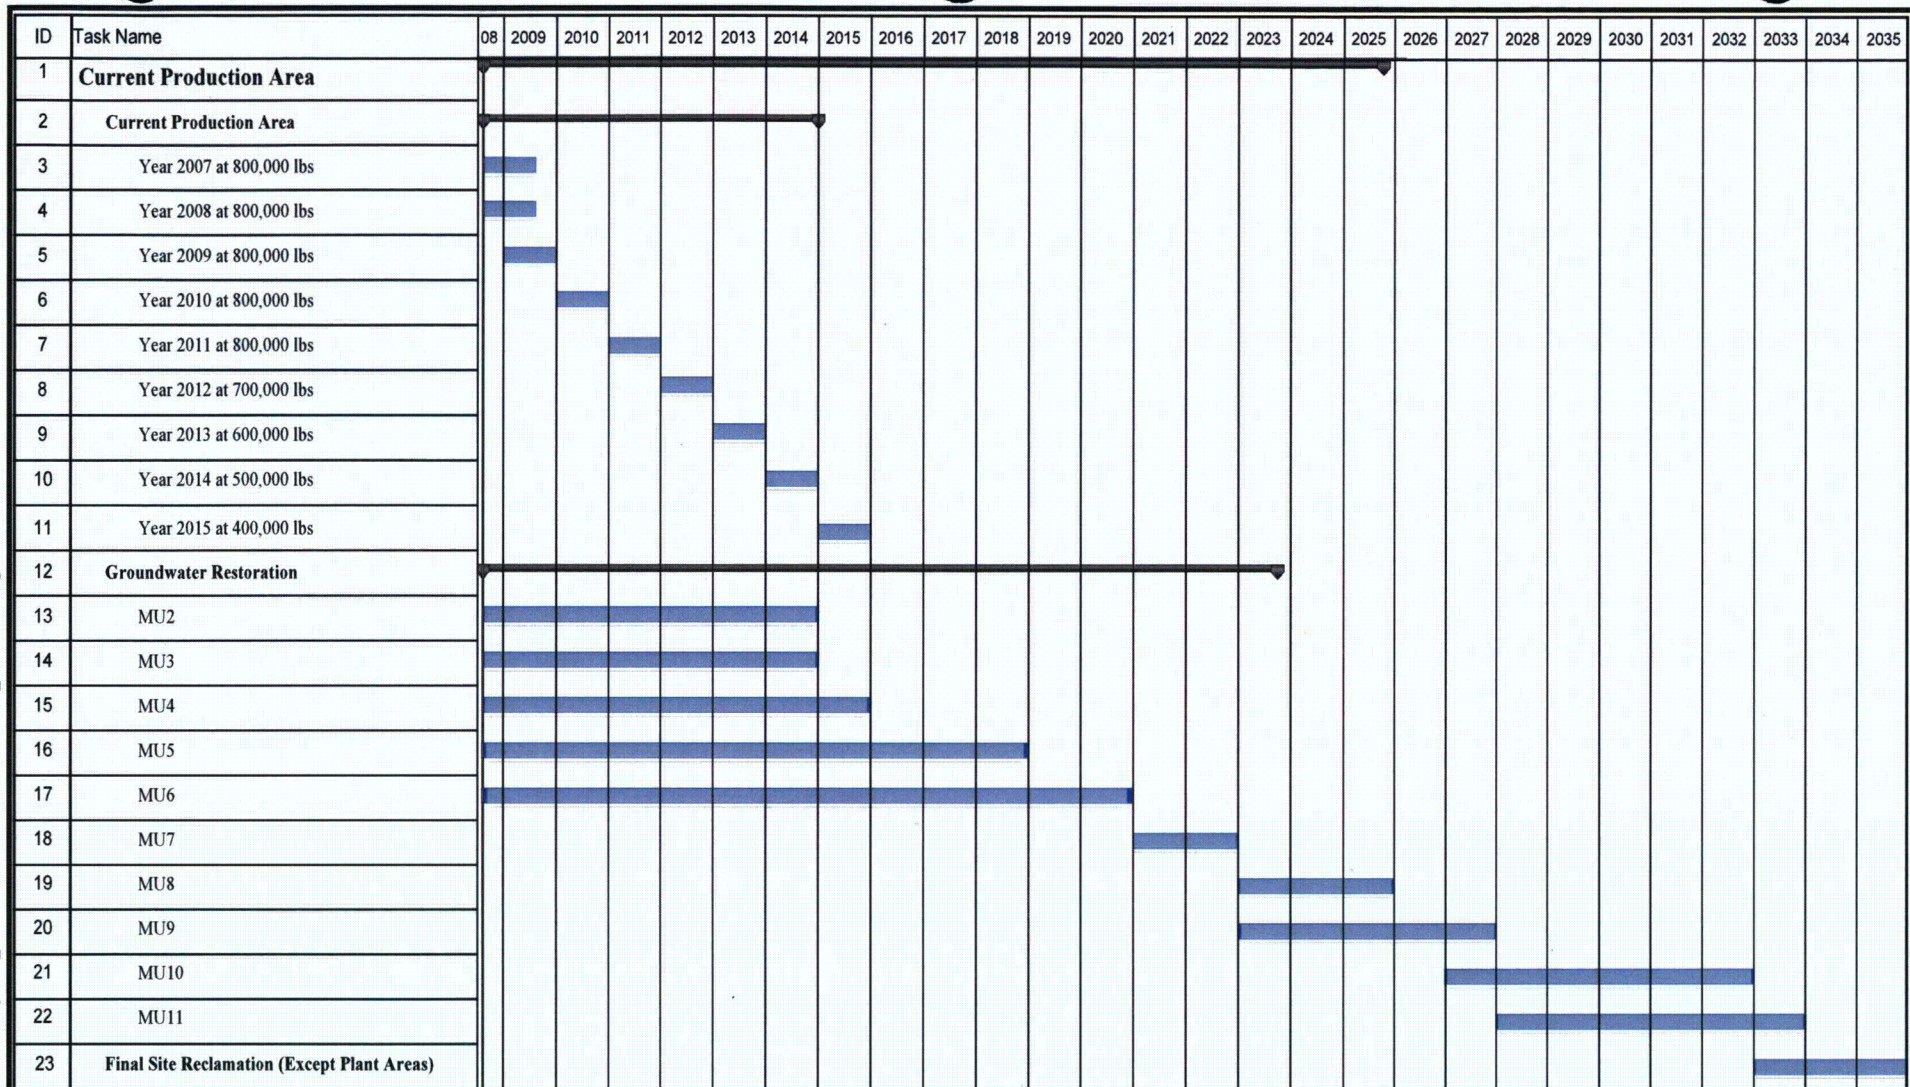 ID Task Name 08 2009 2010 2011 2012 2013 2014 2015 2016 2017 2018 2019 2020 2021 2022 2023 2024 2025 2026 2027 2028 2029 2030 2031 2032 2033 2034 2035
1 Current Production Area
2 Current Production Area
3 Year 2007 at 800,000 lbs
4 Year 2008 at 800,000 lbs
5 Year 2009 at 800,000 lbs
6 Year 2010 at 800,000 lbs
7 Year 2011 at 800,000 lbs
8 Year 2012 at 700,000 lbs
9 Year 2013 at 600,000 lbs
10 Year 2014 at 500,000 lbs
11 Year 2015 at 400,000 lbs
12 Groundwater Restoration
13 MU2
14 MU3
15 MU4
16 MU5
17 MU6
18 MU7
19 MU8
20 MU9
21 MU10
22 MU11
23 Final Site Reclamation (Except Plant Areas)